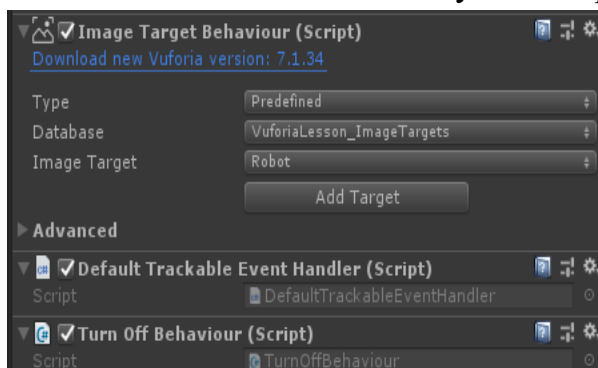 Image Target Behaviour (Script)
Download new Vuforia version: 7.1.34
Type Predefined
Database VuforiaLesson_ImageTargets
Image Target Robot
Add Target
Advanced
Default Trackable Event Handler (Script)
Script DefaultTrackableEventHandler
Turn Off Behaviour (Script)
Script TurnOffBehaviour